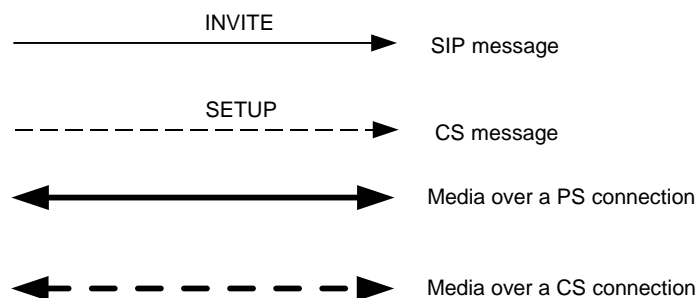 INVITE
SIP message
SETUP
CS message
Media over a PS connection
Media over a CS connection